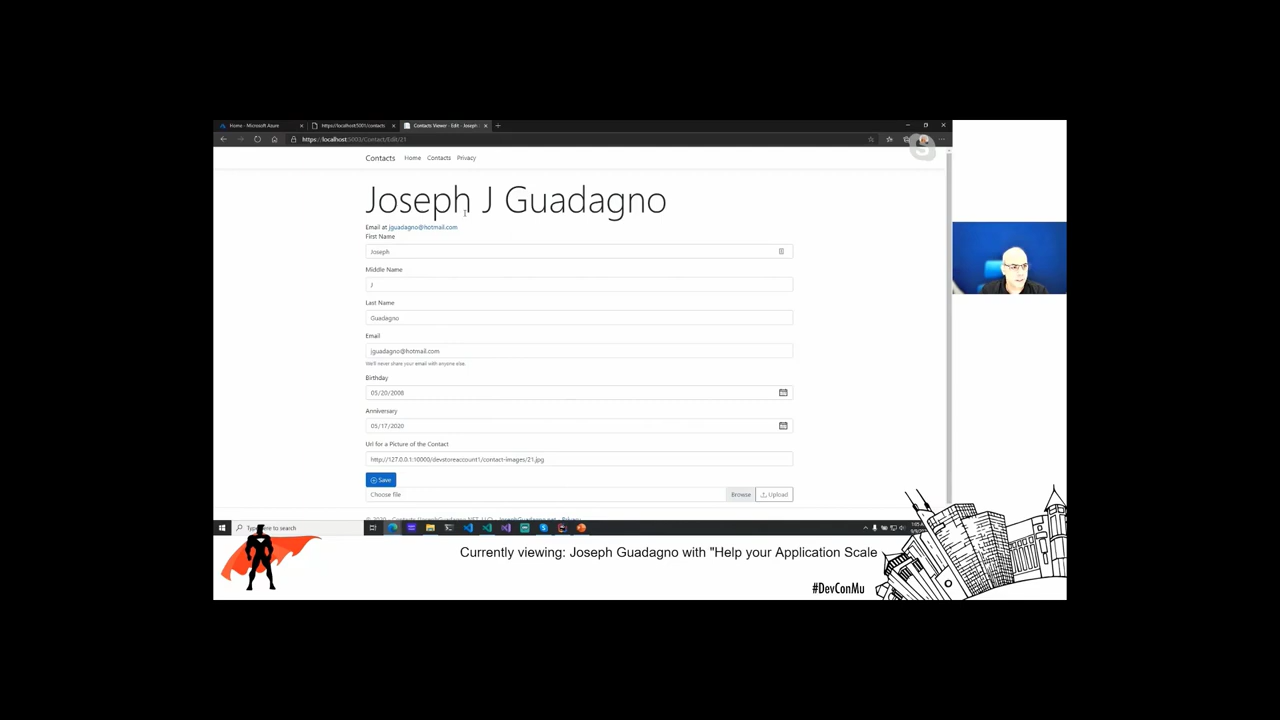 Home - Microsoft Azure
https://localhost:5001/contacts
Contacts Viewer - Edit - Joseph
https://localhost:5003/Contact/Edit/21
Contacts Home Contacts Privacy
Joseph J Guadagno
Email at jguadagno@hotmail.com
First Name
Joseph
Middle Name
J
Last Name
Guadagno
Email
jguadagno@hotmail.com
We'll never share your email with anyone else.
Birthday
05/20/2008
Anniversary
05/17/2020
Url for a Picture of the Contact
http://127.0.0.1:10000/devstoreaccount1/contact-images/21.jpg
Save
Choose file Browse Upload
to search
Currently viewing: Joseph Guadagno with "Help your Application Scale
#DevConMu